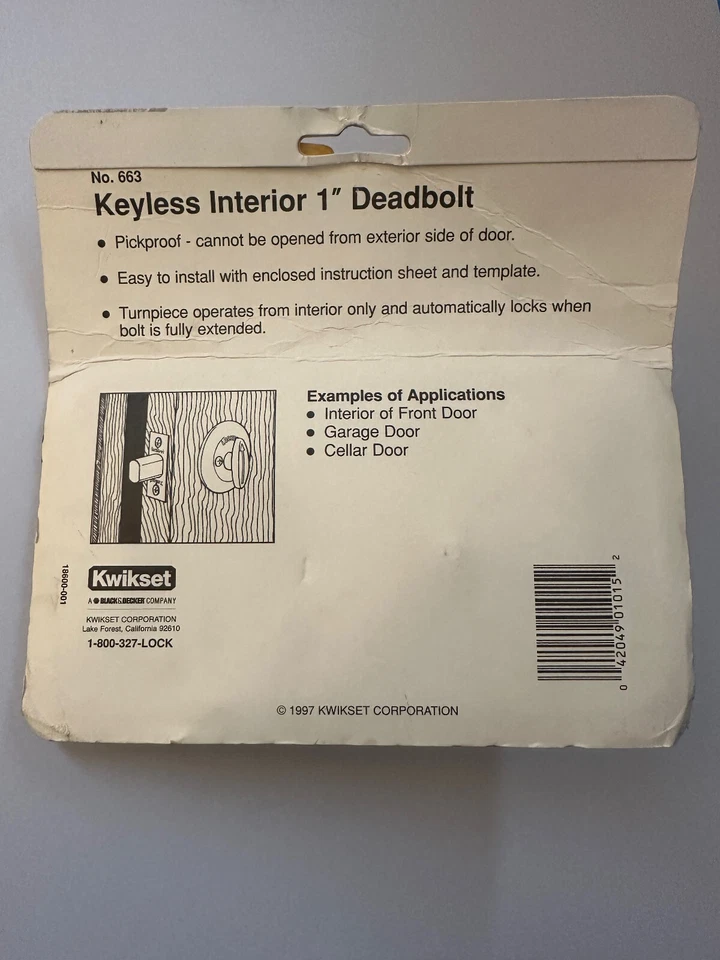 No. 663
Keyless Interior 1" Deadbolt
● Pickproof - cannot be opened from exterior side of door.
● Easy to install with enclosed instruction sheet and template.
● Turnpiece operates from interior only and automatically locks when
bolt is fully extended.
Examples of Applications
● Interior of Front Door
● Garage Door
● Cellar Door
18600-001
Kwikset
A BLACK&DECKER COMPANY
KWIKSET CORPORATION
Lake Forest, California 92610
1-800-327-LOCK
0 42049 01015 2
© 1997 KWIKSET CORPORATION